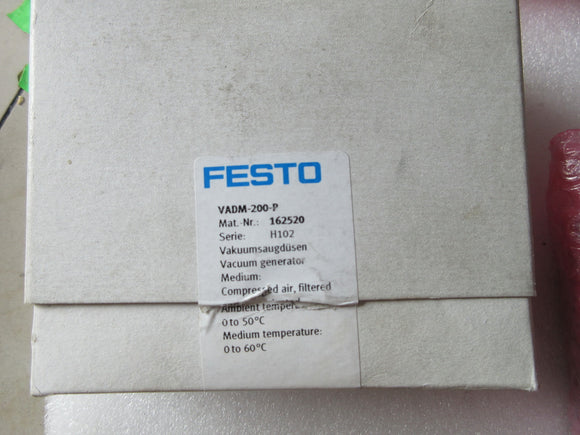 FESTO
VADM-200-P
Mat.-Nr.: 162520
Serie: H102
Vakuumsaugdüsen
Vacuum generator
Medium:
Compressed air, filtered
Ambient temperat
0 to 50°C
Medium temperature:
0 to 60°C